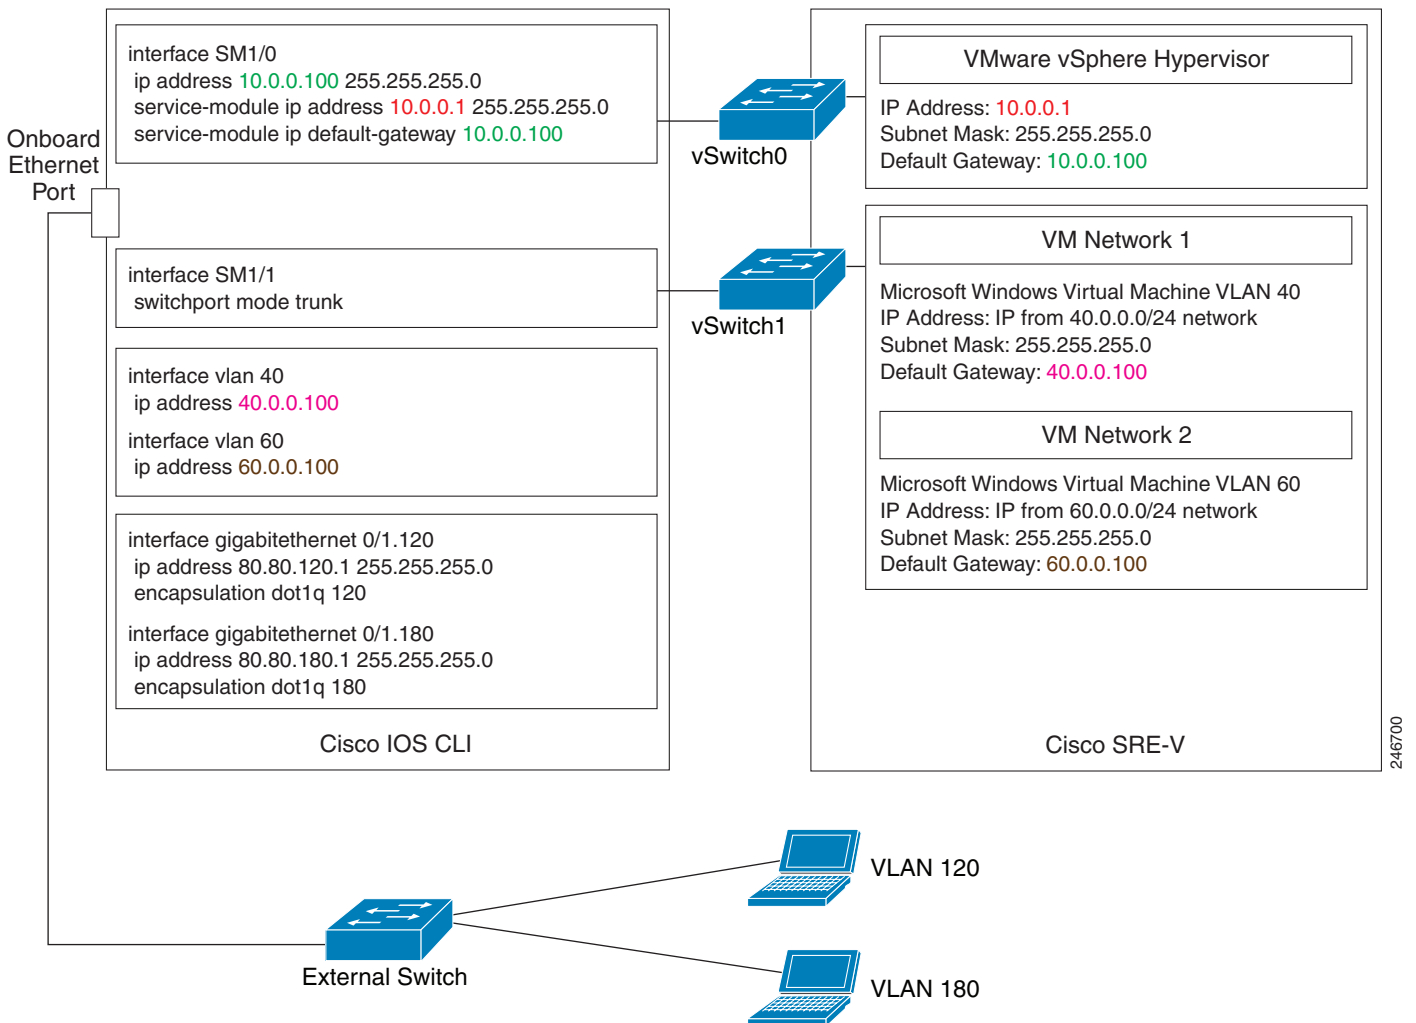 Onboard
Ethernet
Port
interface SM1/0
ip address 10.0.0.100 255.255.255.0
service-module ip address 10.0.0.1 255.255.255.0
service-module ip default-gateway 10.0.0.100
interface SM1/1
switchport mode trunk
interface vlan 40
ip address 40.0.0.100
interface vlan 60
ip address 60.0.0.100
interface gigabitethernet 0/1.120
ip address 80.80.120.1 255.255.255.0
encapsulation dot1q 120
interface gigabitethernet 0/1.180
ip address 80.80.180.1 255.255.255.0
encapsulation dot1q 180
Cisco IOS CLI
vSwitch0
vSwitch1
VMware vSphere Hypervisor
IP Address: 10.0.0.1
Subnet Mask: 255.255.255.0
Default Gateway: 10.0.0.100
VM Network 1
Microsoft Windows Virtual Machine VLAN 40
IP Address: IP from 40.0.0.0/24 network
Subnet Mask: 255.255.255.0
Default Gateway: 40.0.0.100
VM Network 2
Microsoft Windows Virtual Machine VLAN 60
IP Address: IP from 60.0.0.0/24 network
Subnet Mask: 255.255.255.0
Default Gateway: 60.0.0.100
Cisco SRE-V
246700
VLAN 120
External Switch
VLAN 180